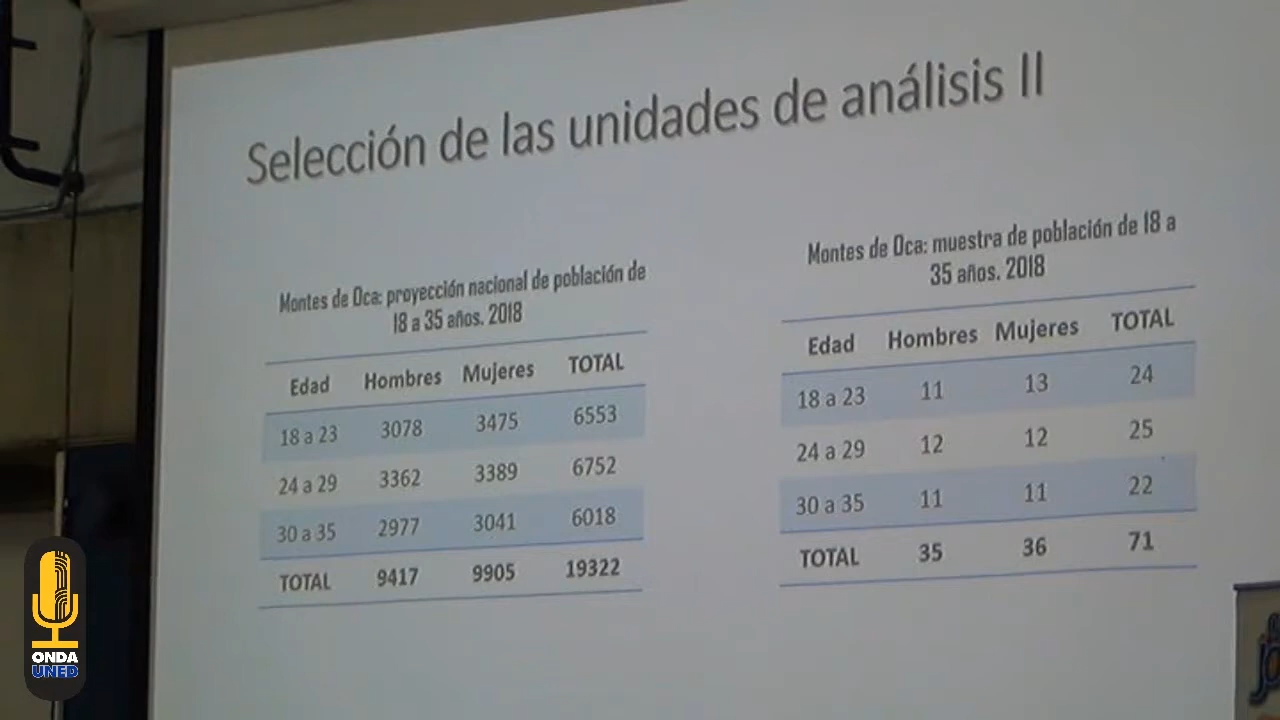 Selección de las unidades de análisis II
Montes de Oca: proyección nacional de población de
18 a 35 años. 2018
Edad Hombres Mujeres TOTAL
18 a 23 3078 3475 6553
24 a 29 3362 3389 6752
30 a 35 2977 3041 6018
TOTAL 9417 9905 19322
Montes de Oca: muestra de población de 18 a
35 años. 2018
Edad Hombres Mujeres TOTAL
18 a 23 11 13 24
24 a 29 12 12 25
30 a 35 11 11 22
TOTAL 35 36 71
ONDA
UNED